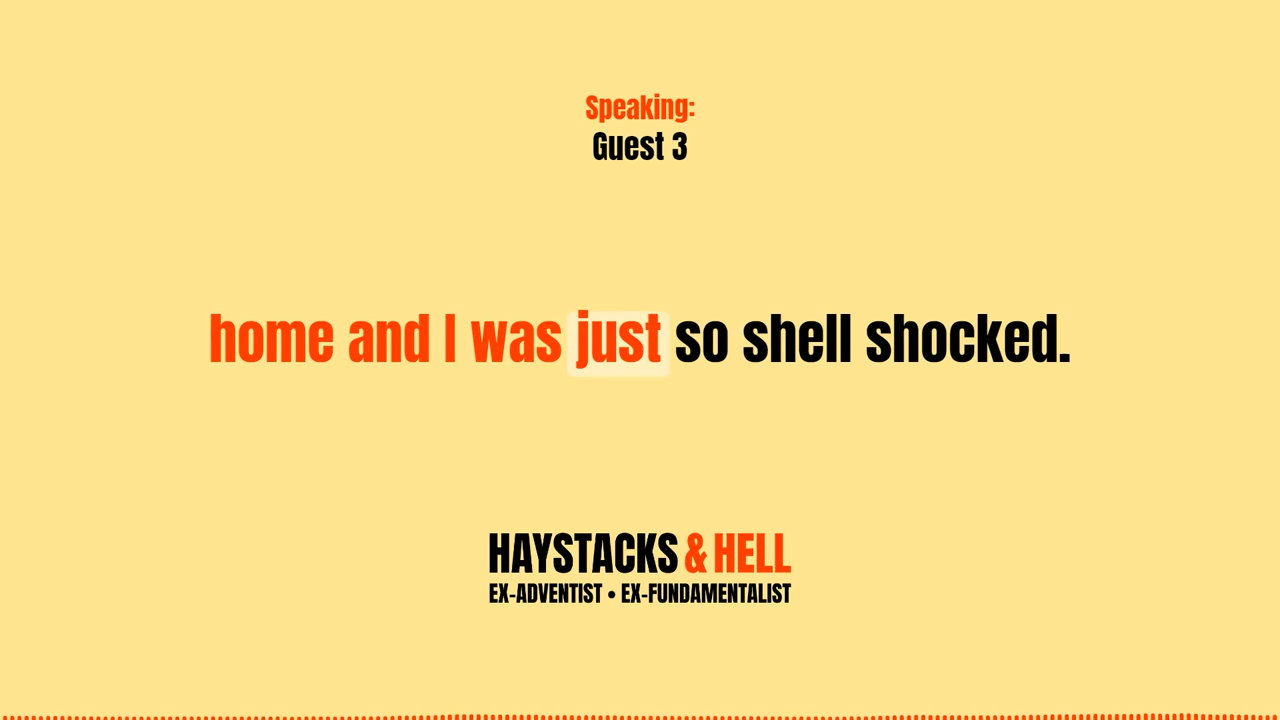 Speaking:
Guest 3
home and I was just so shell shocked.
HAYSTACKS & HELL
EX-ADVENTIST • EX-FUNDAMENTALIST